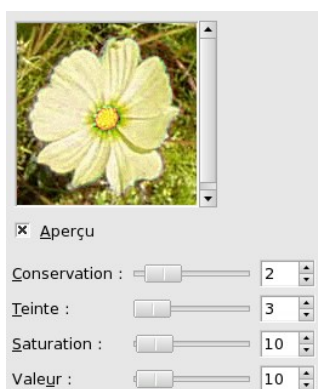 Aperçu
Conservation : 2
Teinte : 3
Saturation : 10
Valeur : 10